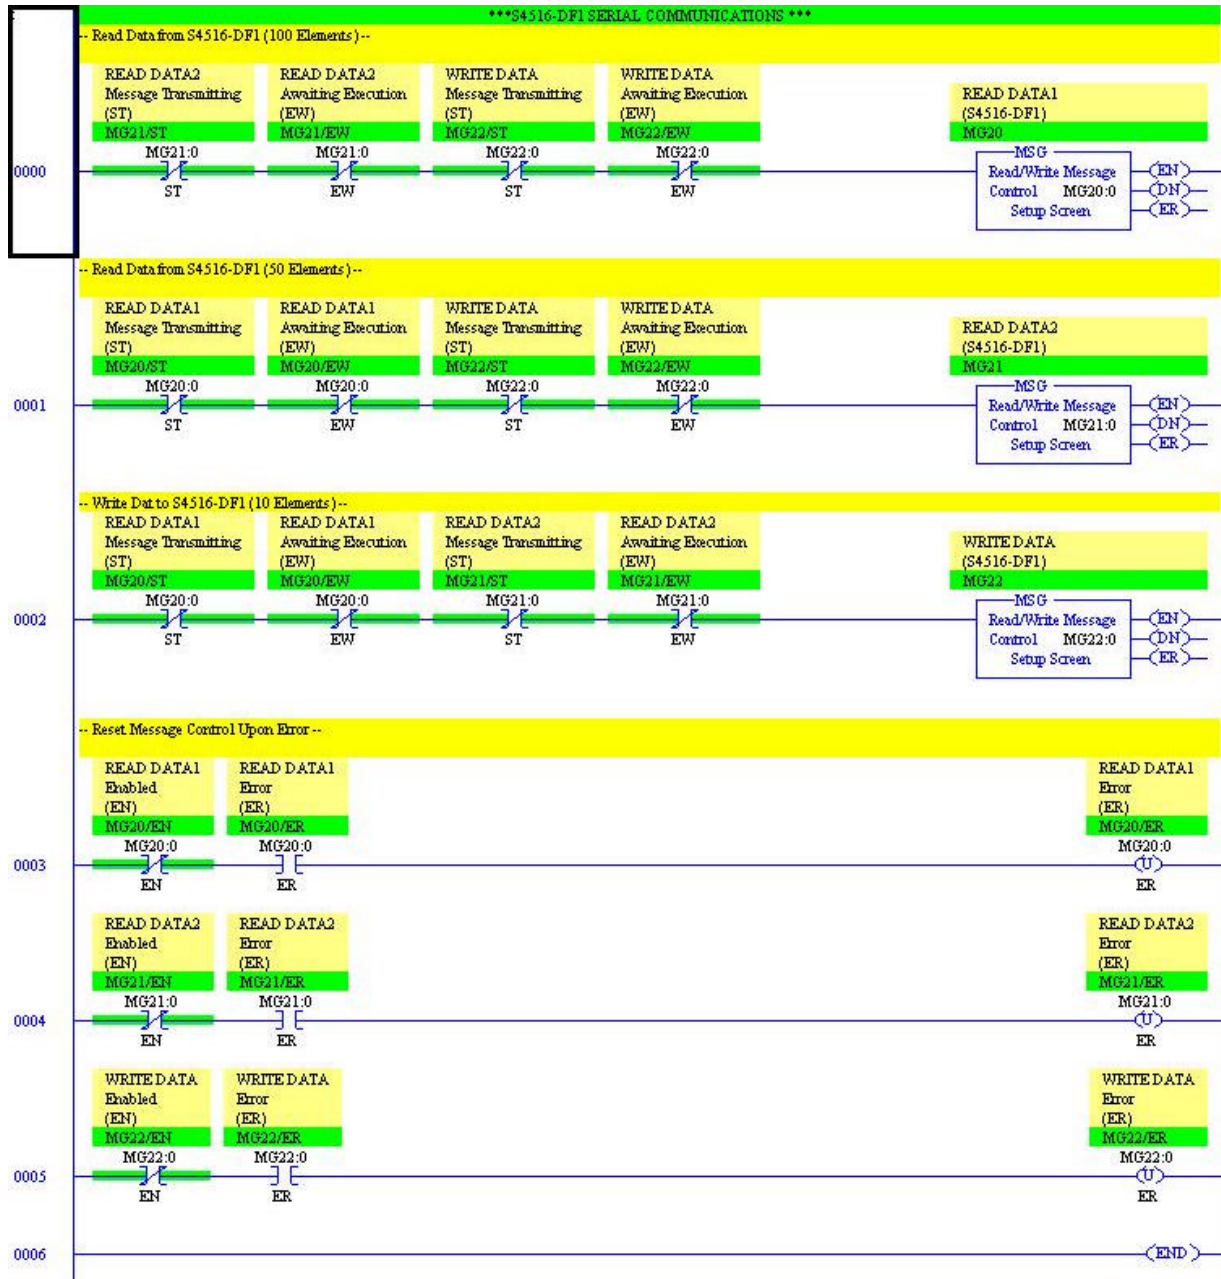 ***S4516-DF1 SERIAL COMMUNICATIONS ***
-- Read Data from S4516-DF1 (100 Elements) --
READ DATA2 READ DATA2 WRITE DATA WRITE DATA
Message Transmitting Awaiting Execution Message Transmitting Awaiting Execution READ DATA1
(ST) (EW) (ST) (EW) (S4516-DF1)
MG21/ST MG21/EW MG22/ST MG22/EW MG20
MG21:0 MG21:0 MG22:0 MG22:0 MSG
0000 Read/Write Message EN
ST EW ST EW Control MG20:0 DN
Setup Screen ER
-- Read Data from S4516-DF1 (50 Elements) --
READ DATA1 READ DATA1 WRITE DATA WRITE DATA
Message Transmitting Awaiting Execution Message Transmitting Awaiting Execution READ DATA2
(ST) (EW) (ST) (EW) (S4516-DF1)
MG20/ST MG20/EW MG22/ST MG22/EW MG21
MG20:0 MG20:0 MG22:0 MG22:0 MSG
0001 Read/Write Message EN
ST EW ST EW Control MG21:0 DN
Setup Screen ER
-- Write Dat to S4516-DF1 (10 Elements) --
READ DATA1 READ DATA1 READ DATA2 READ DATA2
Message Transmitting Awaiting Execution Message Transmitting Awaiting Execution WRITE DATA
(ST) (EW) (ST) (EW) (S4516-DF1)
MG20/ST MG20/EW MG21/ST MG21/EW MG22
MG20:0 MG20:0 MG21:0 MG21:0 MSG
0002 Read/Write Message EN
ST EW ST EW Control MG22:0 DN
Setup Screen ER
-- Reset Message Control Upon Error --
READ DATA1 READ DATA1 READ DATA1
Enabled Error Error
(EN) (ER) (ER)
MG20/EN MG20/ER MG20/ER
MG20:0 MG20:0 MG20:0
0003 U
EN ER ER
READ DATA2 READ DATA2 READ DATA2
Enabled Error Error
(EN) (ER) (ER)
MG21/EN MG21/ER MG21/ER
MG21:0 MG21:0 MG21:0
0004 U
EN ER ER
WRITE DATA WRITE DATA WRITE DATA
Enabled Error Error
(EN) (ER) (ER)
MG22/EN MG22/ER MG22/ER
MG22:0 MG22:0 MG22:0
0005 U
EN ER ER
0006 END